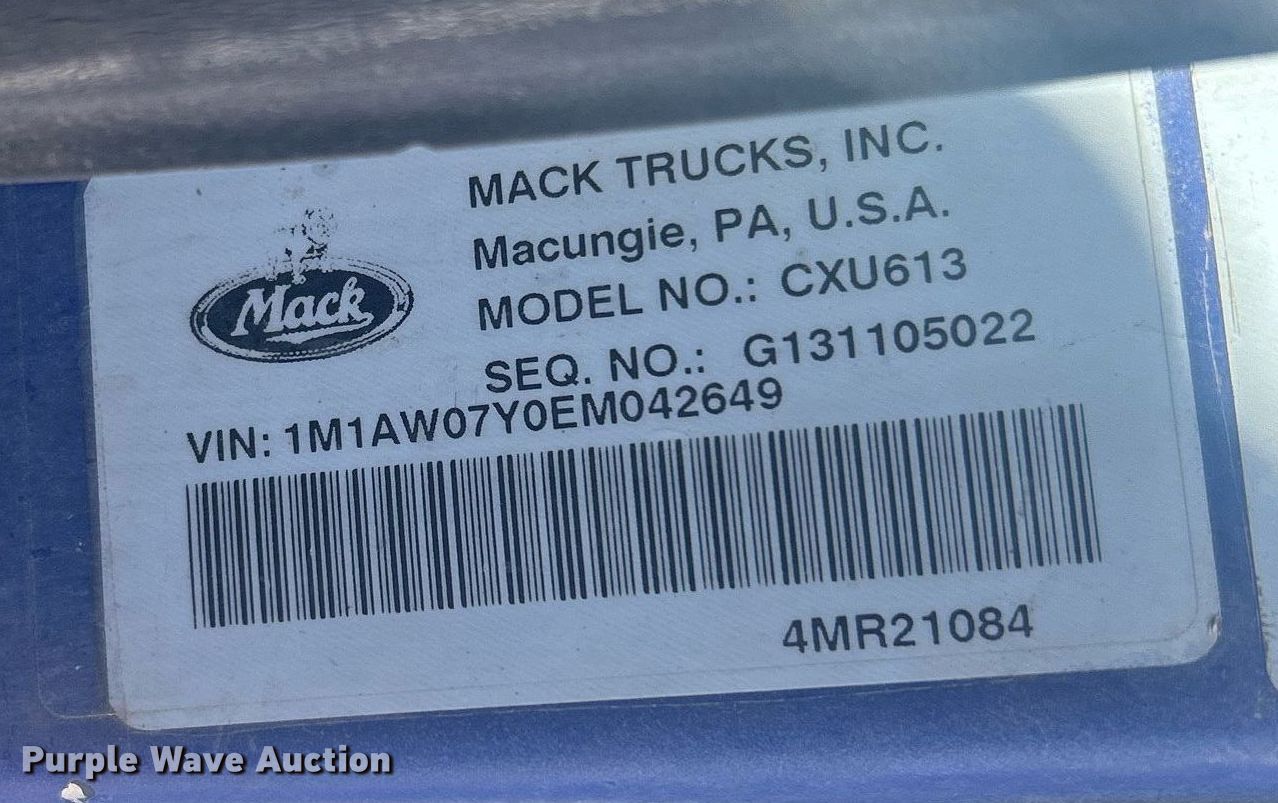 MACK TRUCKS, INC.
Macungie, PA, U.S.A.
MODEL NO.: CXU613
SEQ. NO.: G131105022
Mack
VIN: 1M1AW07Y0EM042649
4MR21084
Purple Wave Auction